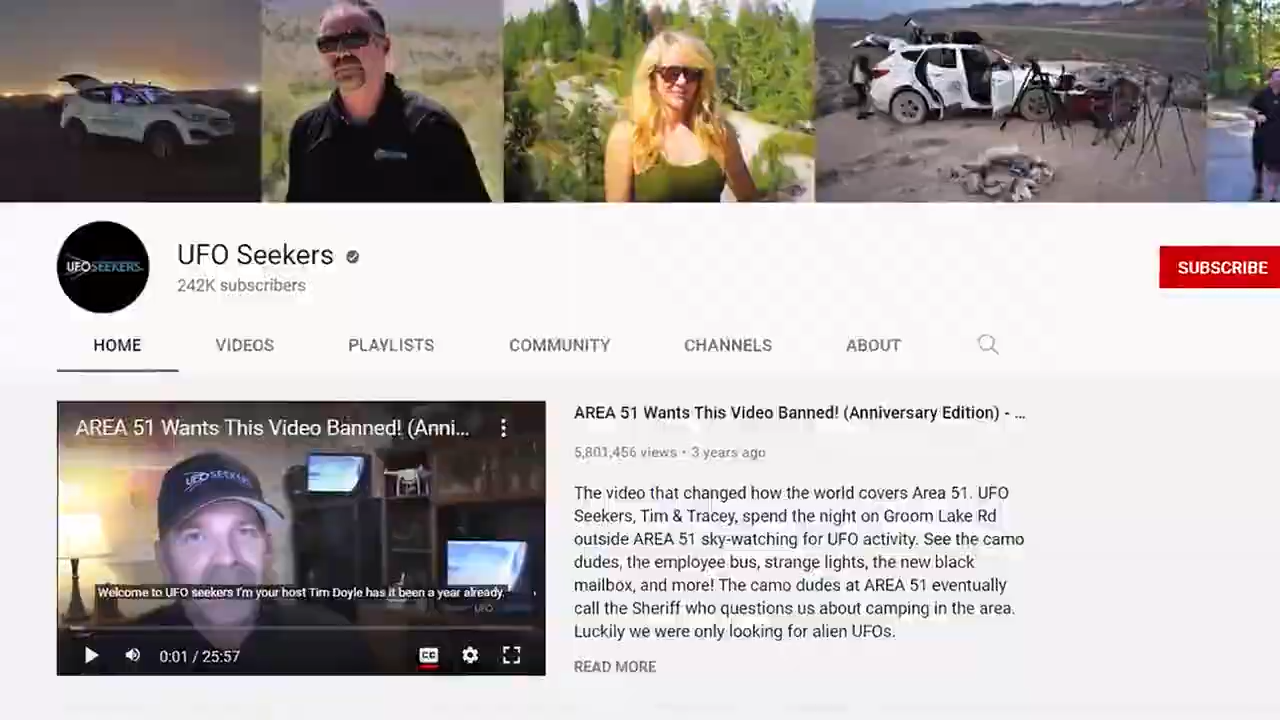 UFO Seekers
242K subscribers
SUBSCRIBE
UFOSEEKERS
HOME VIDEOS PLAYLISTS COMMUNITY CHANNELS ABOUT
AREA 51 Wants This Video Banned! (Anni...
UFO SEEKERS
Welcome to UFO seekers I'm your host Tim Doyle has it been a year already.
UFO
0:01 / 25:57
CC
AREA 51 Wants This Video Banned! (Anniversary Edition) - ...
5,801,456 views • 3 years ago
The video that changed how the world covers Area 51. UFO
Seekers, Tim & Tracey, spend the night on Groom Lake Rd
outside AREA 51 sky-watching for UFO activity. See the camo
dudes, the employee bus, strange lights, the new black
mailbox, and more! The camo dudes at AREA 51 eventually
call the Sheriff who questions us about camping in the area.
Luckily we were only looking for alien UFOs.
READ MORE